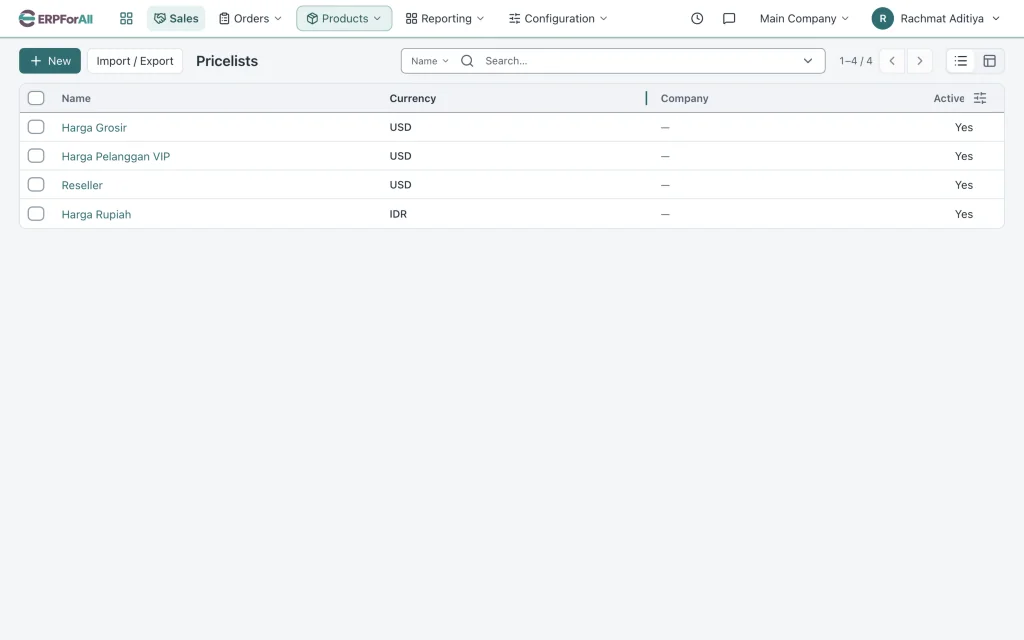 ERPForAll Sales Orders Products Reporting Configuration Main Company R Rachmat Aditiya
New Import / Export Pricelists Name Search... 1–4 / 4
Name Currency Company Active
Harga Grosir USD — Yes
Harga Pelanggan VIP USD — Yes
Reseller USD — Yes
Harga Rupiah IDR — Yes